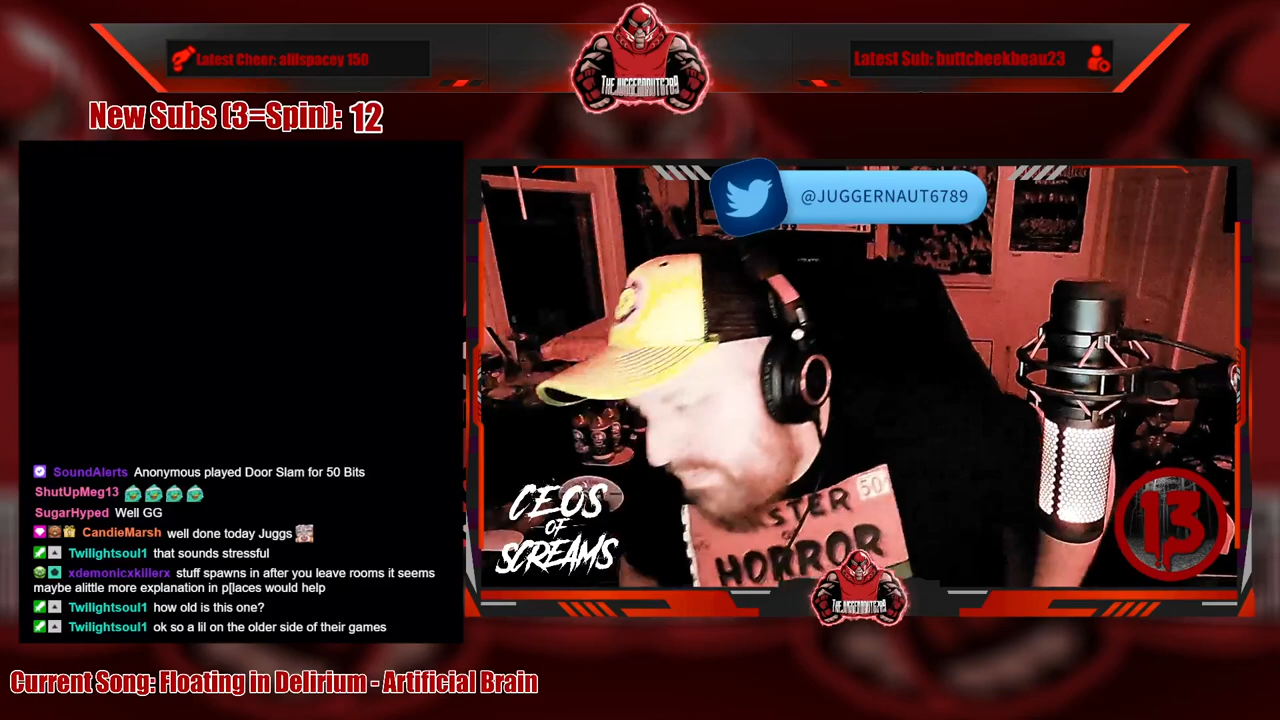 Latest Cheer: allspacey 150
THEJUGGERNAUT6789
Latest Sub: buttcheekbeau23
New Subs (3=Spin): 12
@JUGGERNAUT6789
SoundAlerts Anonymous played Door Slam for 50 Bits
ShutUpMeg13
SugarHyped Well GG
CandieMarsh well done today Juggs
Twilightsoul1 that sounds stressful
xdemonicxkillerx stuff spawns in after you leave rooms it seems
maybe alittle more explanation in p[laces would help
Twilightsoul1 how old is this one?
Twilightsoul1 ok so a lil on the older side of their games
CEOS
OF
SCREAMS
50¢
STER
HORROR
13
THEJUGGERNAUT6789
Current Song: Floating in Delirium - Artificial Brain